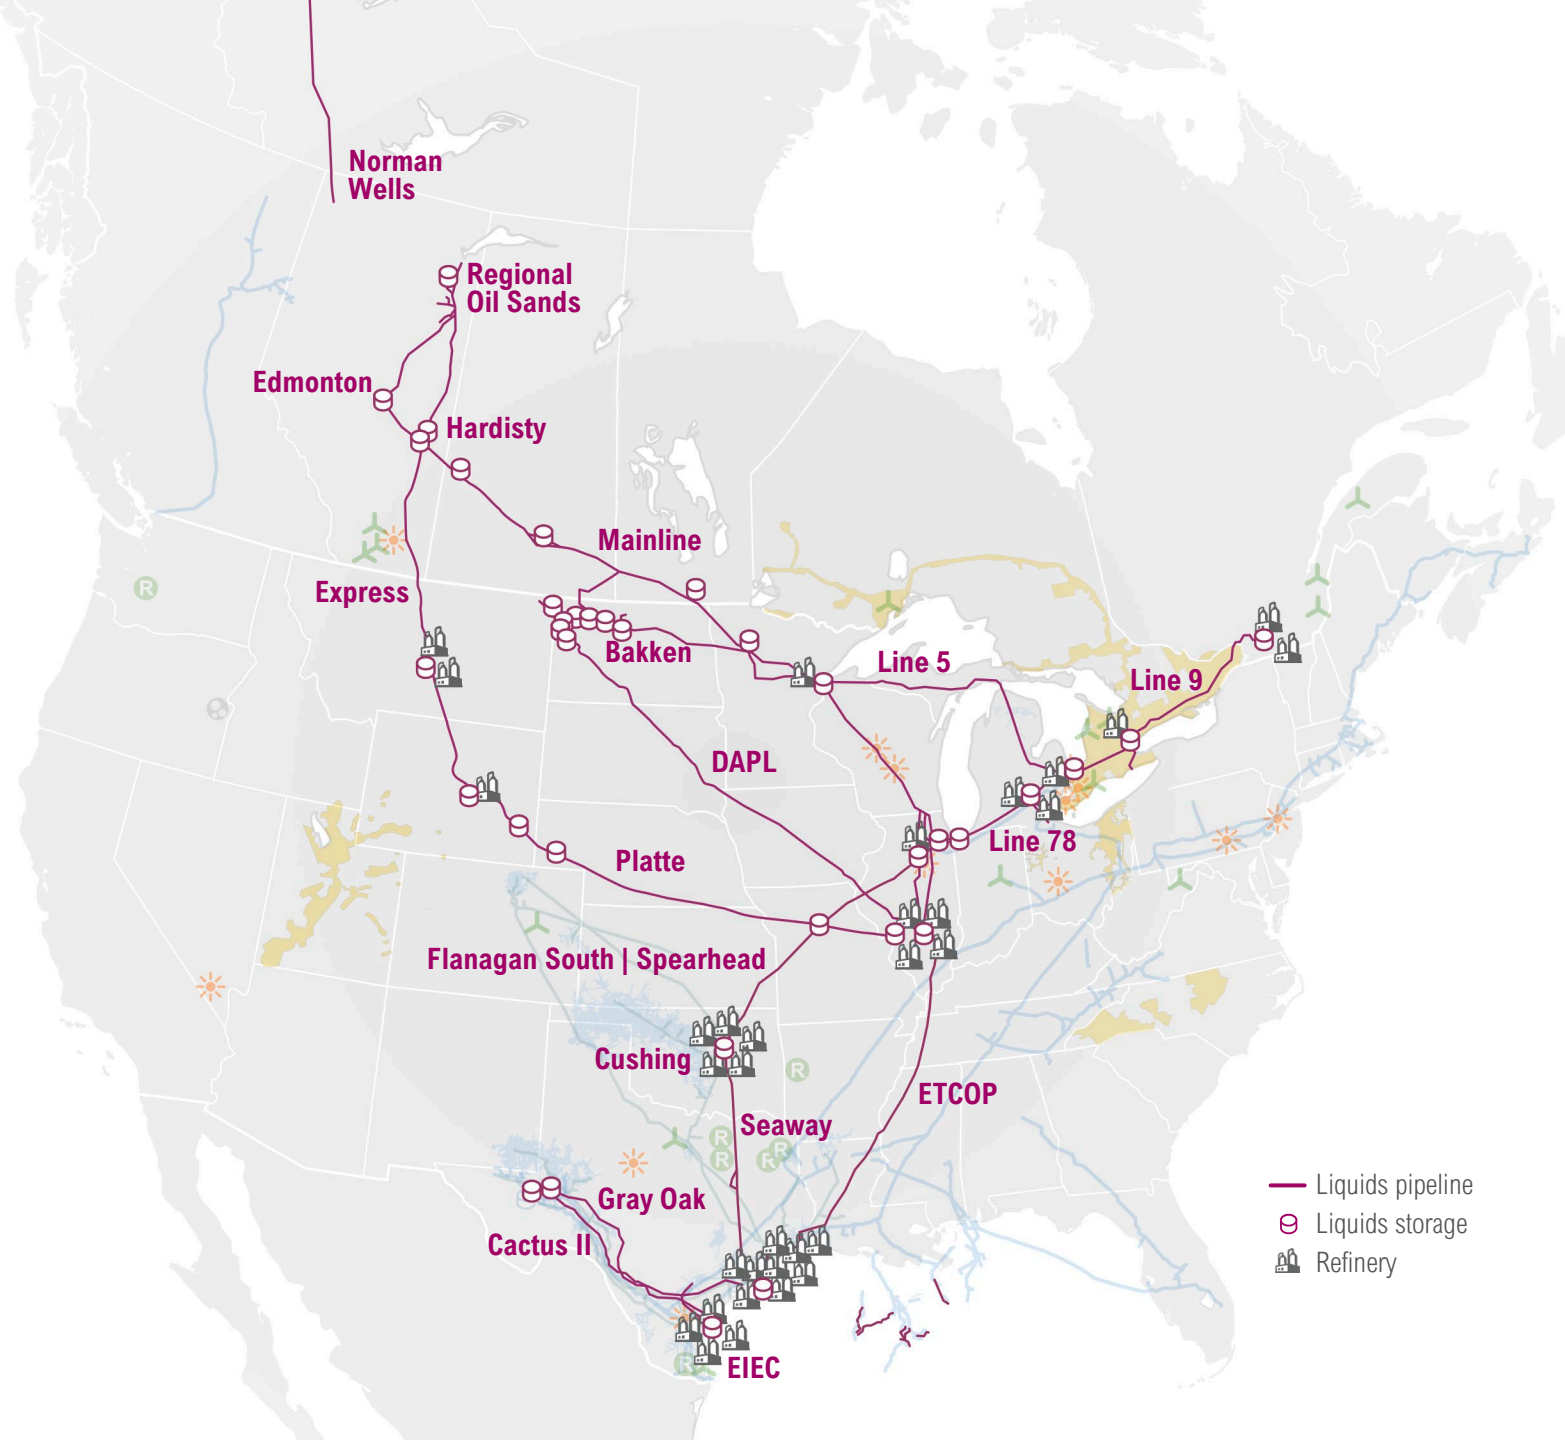 Norman
Wells
Regional
Oil Sands
Edmonton
Hardisty
Mainline
Express
R
Bakken
Line 5
Line 9
DAPL
Line 78
Platte
Flanagan South | Spearhead
Cushing
R
ETCOP
Seaway
R
R
R
R
Gray Oak
Cactus II
Liquids pipeline
Liquids storage
Refinery
R
EIEC